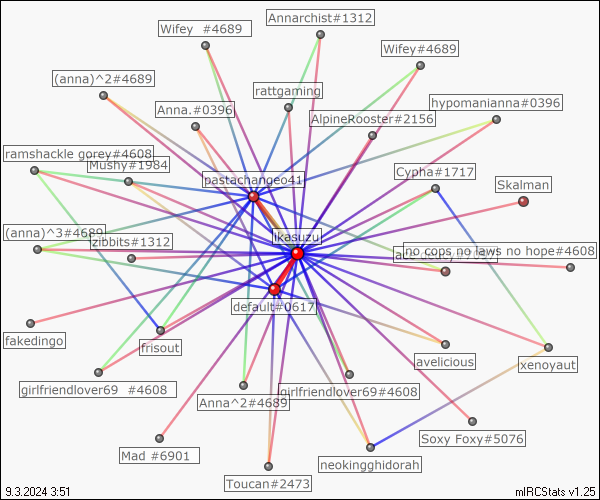 Annarchist#1312
Wifey #4689
Wifey#4689
(anna)^2#4689
rattgaming
hypomanianna#0396
Anna.#0396
AlpineRooster#2156
ramshackle gorey#4608
Mushy#1984
Cypha#1717
pastachangeo41
Skalman
(anna)^3#4689
ikasuzu
zibbits#1312
no cops no laws no hope#4608
default#0617
fakedingo
frisout
avelicious
xenoyaut
girlfriendlover69 #4608
girlfriendlover69#4608
Anna^2#4689
Soxy Foxy#5076
Mad #6901
neokingghidorah
Toucan#2473
9.3.2024 3:51
mIRCStats v1.25